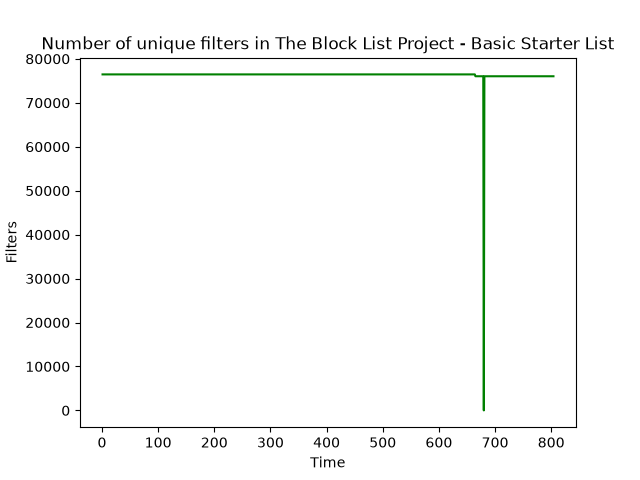 Number of unique filters in The Block List Project - Basic Starter List
80000
70000
60000
50000
40000
30000
20000
10000
0
Filters
0 100 200 300 400 500 600 700 800
Time